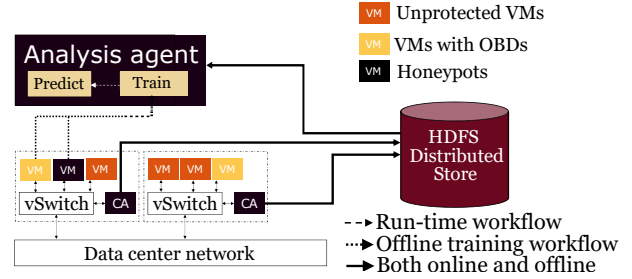 Analysis agent
Predict
Train
VM Unprotected VMs
VM VMs with OBDs
VM Honeypots
HDFS
Distributed
Store
VM VM VM
VM VM VM
vSwitch CA
vSwitch CA
Data center network
Run-time workflow
Offline training workflow
Both online and offline